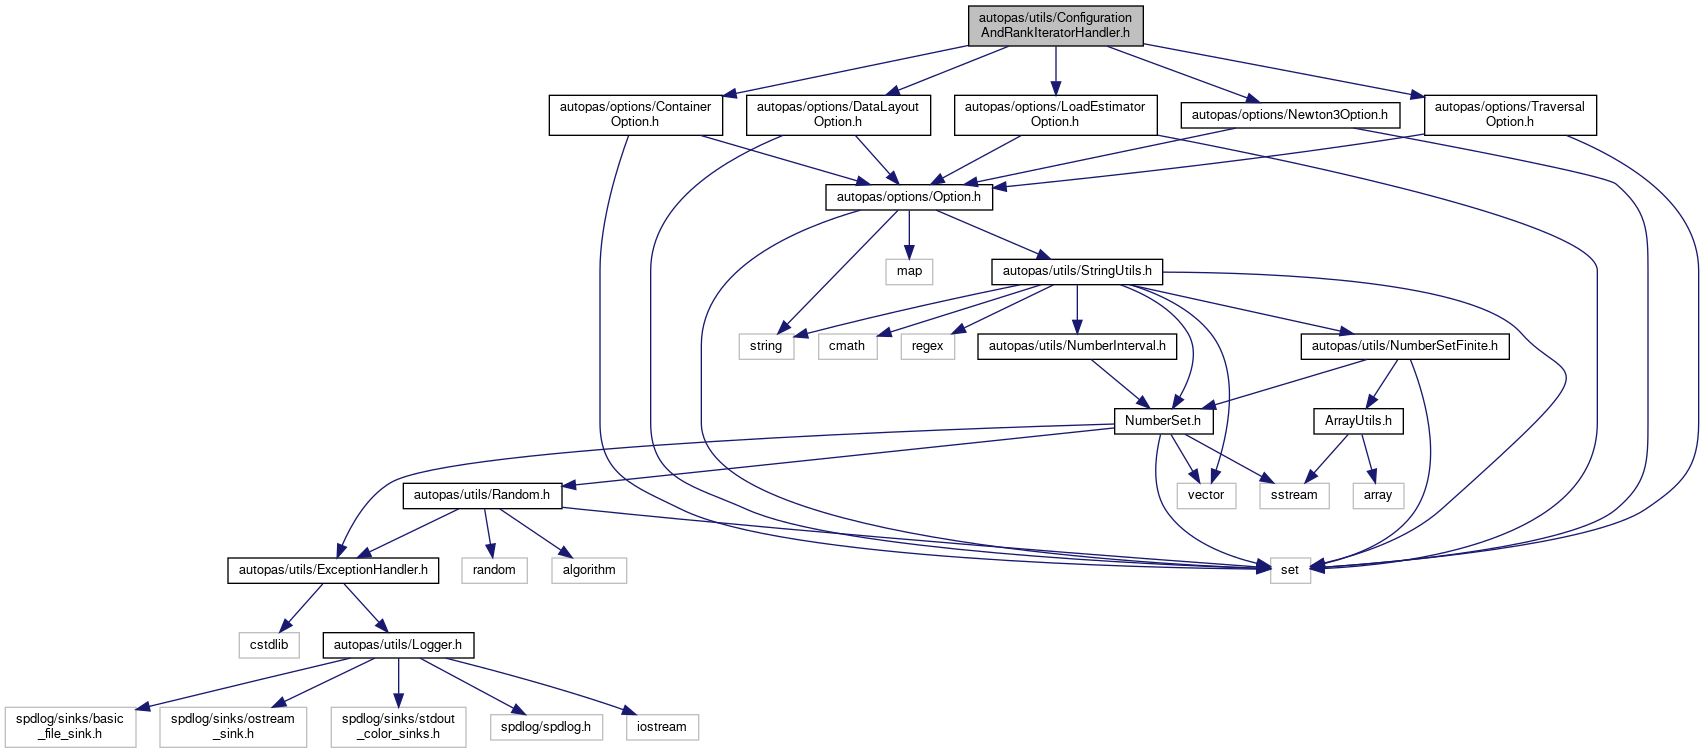 autopas/utils/Configuration
AndRankIteratorHandler.h
autopas/options/Container
Option.h
autopas/options/DataLayout
Option.h
autopas/options/LoadEstimator
Option.h
autopas/options/Newton3Option.h
autopas/options/Traversal
Option.h
autopas/options/Option.h
map
autopas/utils/StringUtils.h
string
cmath
regex
autopas/utils/NumberInterval.h
autopas/utils/NumberSetFinite.h
NumberSet.h
ArrayUtils.h
autopas/utils/Random.h
vector
sstream
array
autopas/utils/ExceptionHandler.h
random
algorithm
set
cstdlib
autopas/utils/Logger.h
spdlog/sinks/basic
_file_sink.h
spdlog/sinks/ostream
_sink.h
spdlog/sinks/stdout
_color_sinks.h
spdlog/spdlog.h
iostream